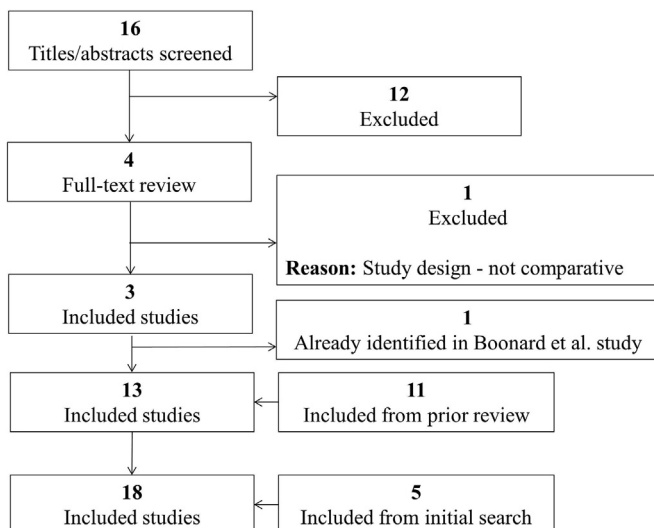 16
Titles/abstracts screened
12
Excluded
4
Full-text review
1
Excluded
Reason: Study design - not comparative
3
Included studies
1
Already identified in Boonard et al. study
13
Included studies
11
Included from prior review
18
Included studies
5
Included from initial search